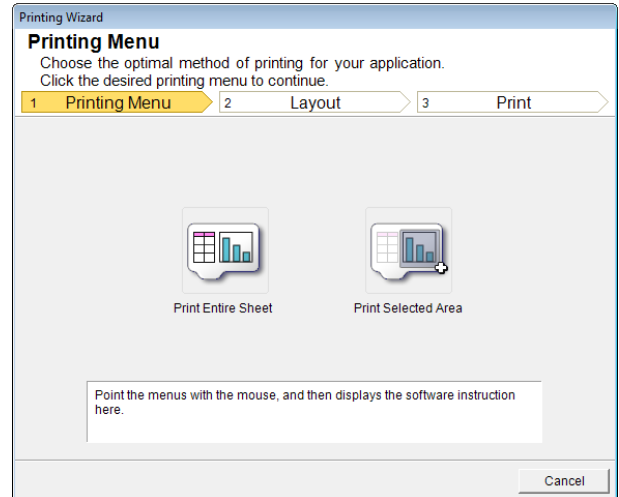 Printing Wizard
Printing Menu
Choose the optimal method of printing for your application.
Click the desired printing menu to continue.
1 Printing Menu 2 Layout 3 Print
Print Entire Sheet Print Selected Area
Point the menus with the mouse, and then displays the software instruction
here.
Cancel